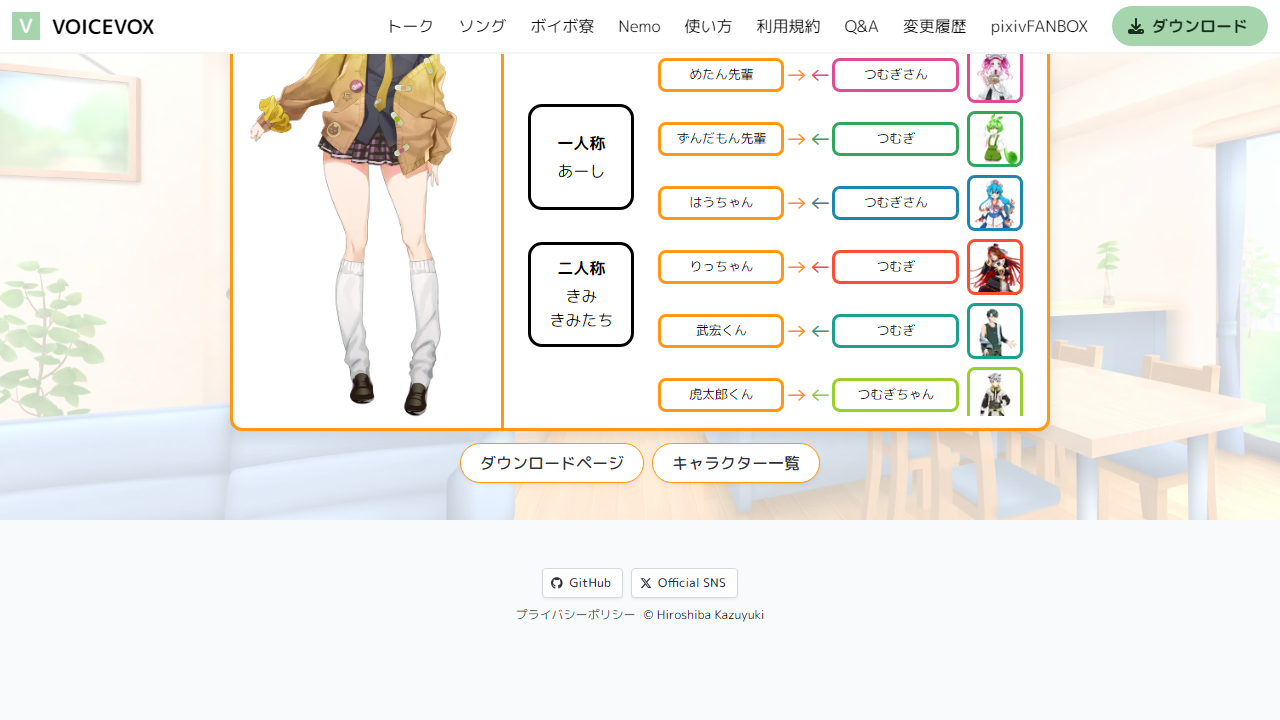 V VOICEVOX トーク ソング ボイボ寮 Nemo 使い方 利用規約 Q&A 変更履歴 pixivFANBOX ダウンロード
めたん先輩 → ← つむぎさん
一人称
あーし
ずんだもん先輩 → ← つむぎ
はうちゃん → ← つむぎさん
二人称
きみ
きみたち
りっちゃん → ← つむぎ
武宏くん → ← つむぎ
虎太郎くん → ← つむぎちゃん
ダウンロードページ キャラクター一覧
GitHub Official SNS
プライバシーポリシー © Hiroshiba Kazuyuki